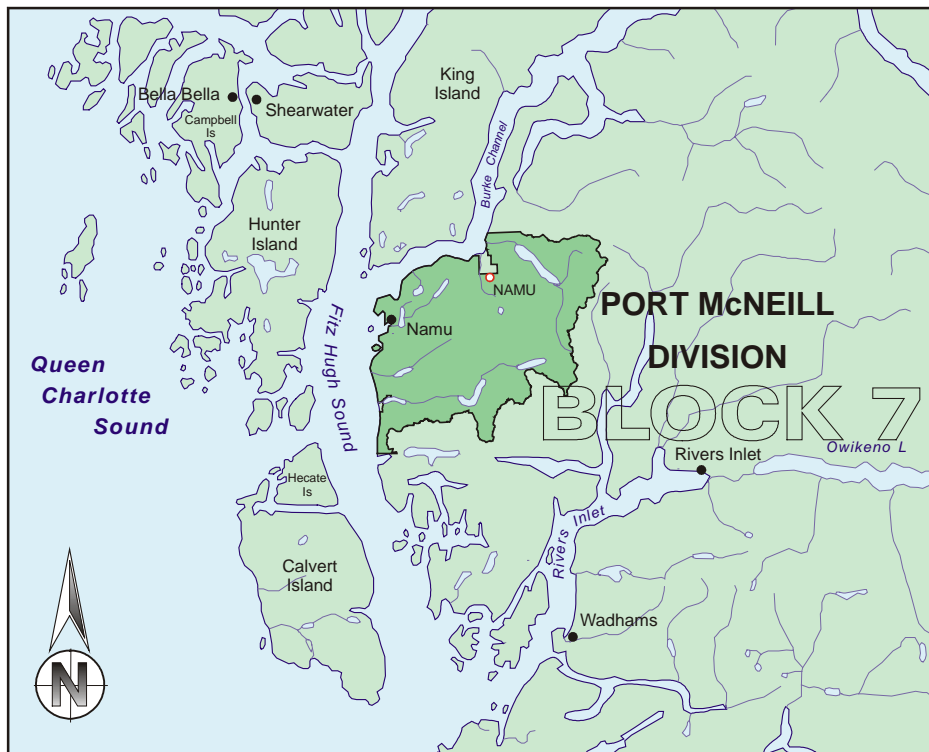 King
Island
Bella Bella
Shearwater
Campbell
Is
Burke Channel
Hunter
Island
NAMU
PORT McNEILL
DIVISION
Namu
Fitz Hugh Sound
Queen
Charlotte
Sound
BLOCK 7
Owikeno L
Rivers Inlet
Hecate
Is
Rivers Inlet
Calvert
Island
Wadhams
N